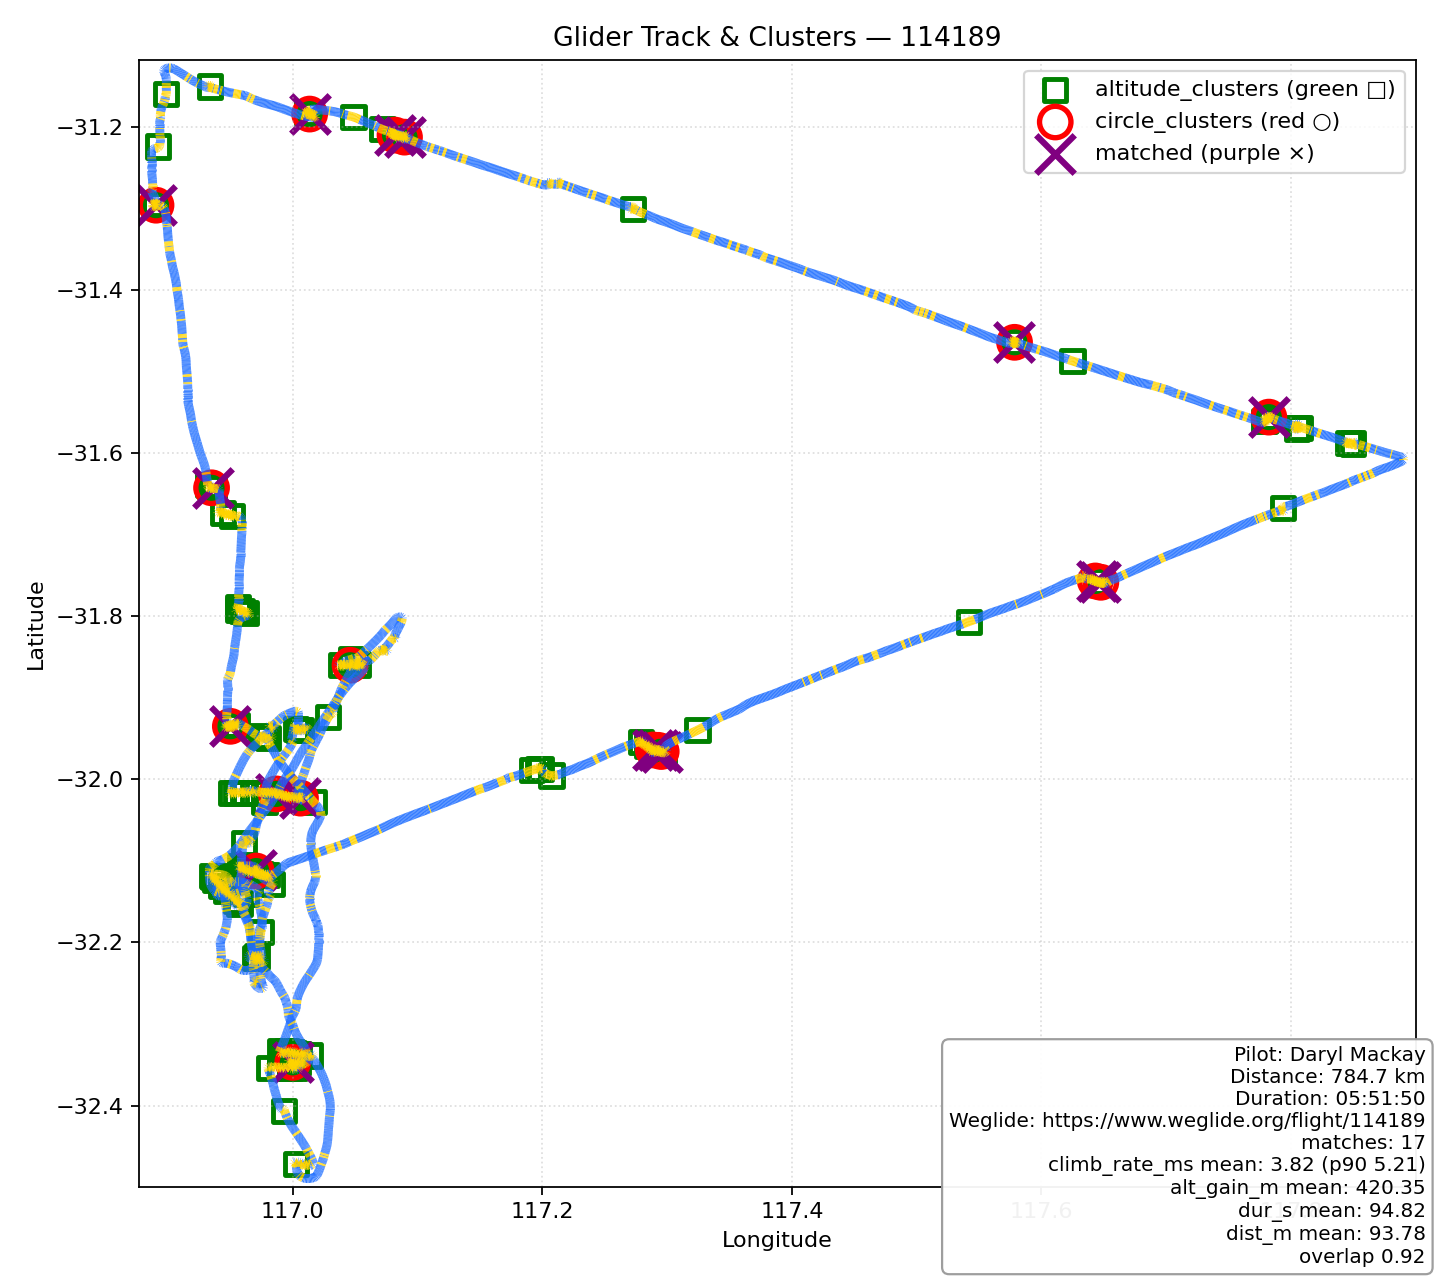 Glider Track & Clusters — 114189
altitude_clusters (green □)
circle_clusters (red ○)
matched (purple ×)
−31.2
−31.4
−31.6
−31.8
−32.0
−32.2
−32.4
Latitude
117.0
117.2
117.4
117.6
Longitude
Pilot: Daryl Mackay
Distance: 784.7 km
Duration: 05:51:50
Weglide: https://www.weglide.org/flight/114189
matches: 17
climb_rate_ms mean: 3.82 (p90 5.21)
alt_gain_m mean: 420.35
dur_s mean: 94.82
dist_m mean: 93.78
overlap 0.92